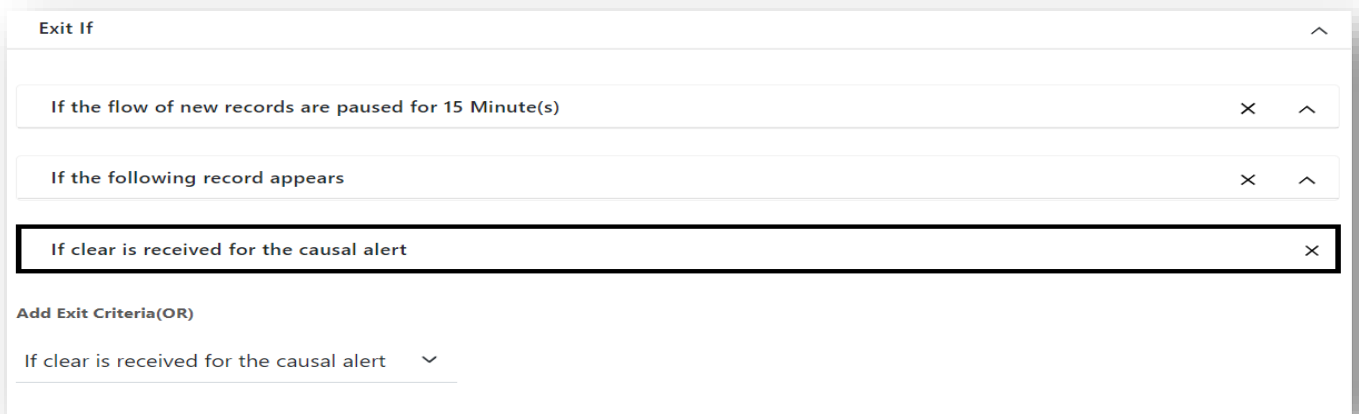 Exit If
If the flow of new records are paused for 15 Minute(s)
If the following record appears
If clear is received for the causal alert
Add Exit Criteria(OR)
If clear is received for the causal alert